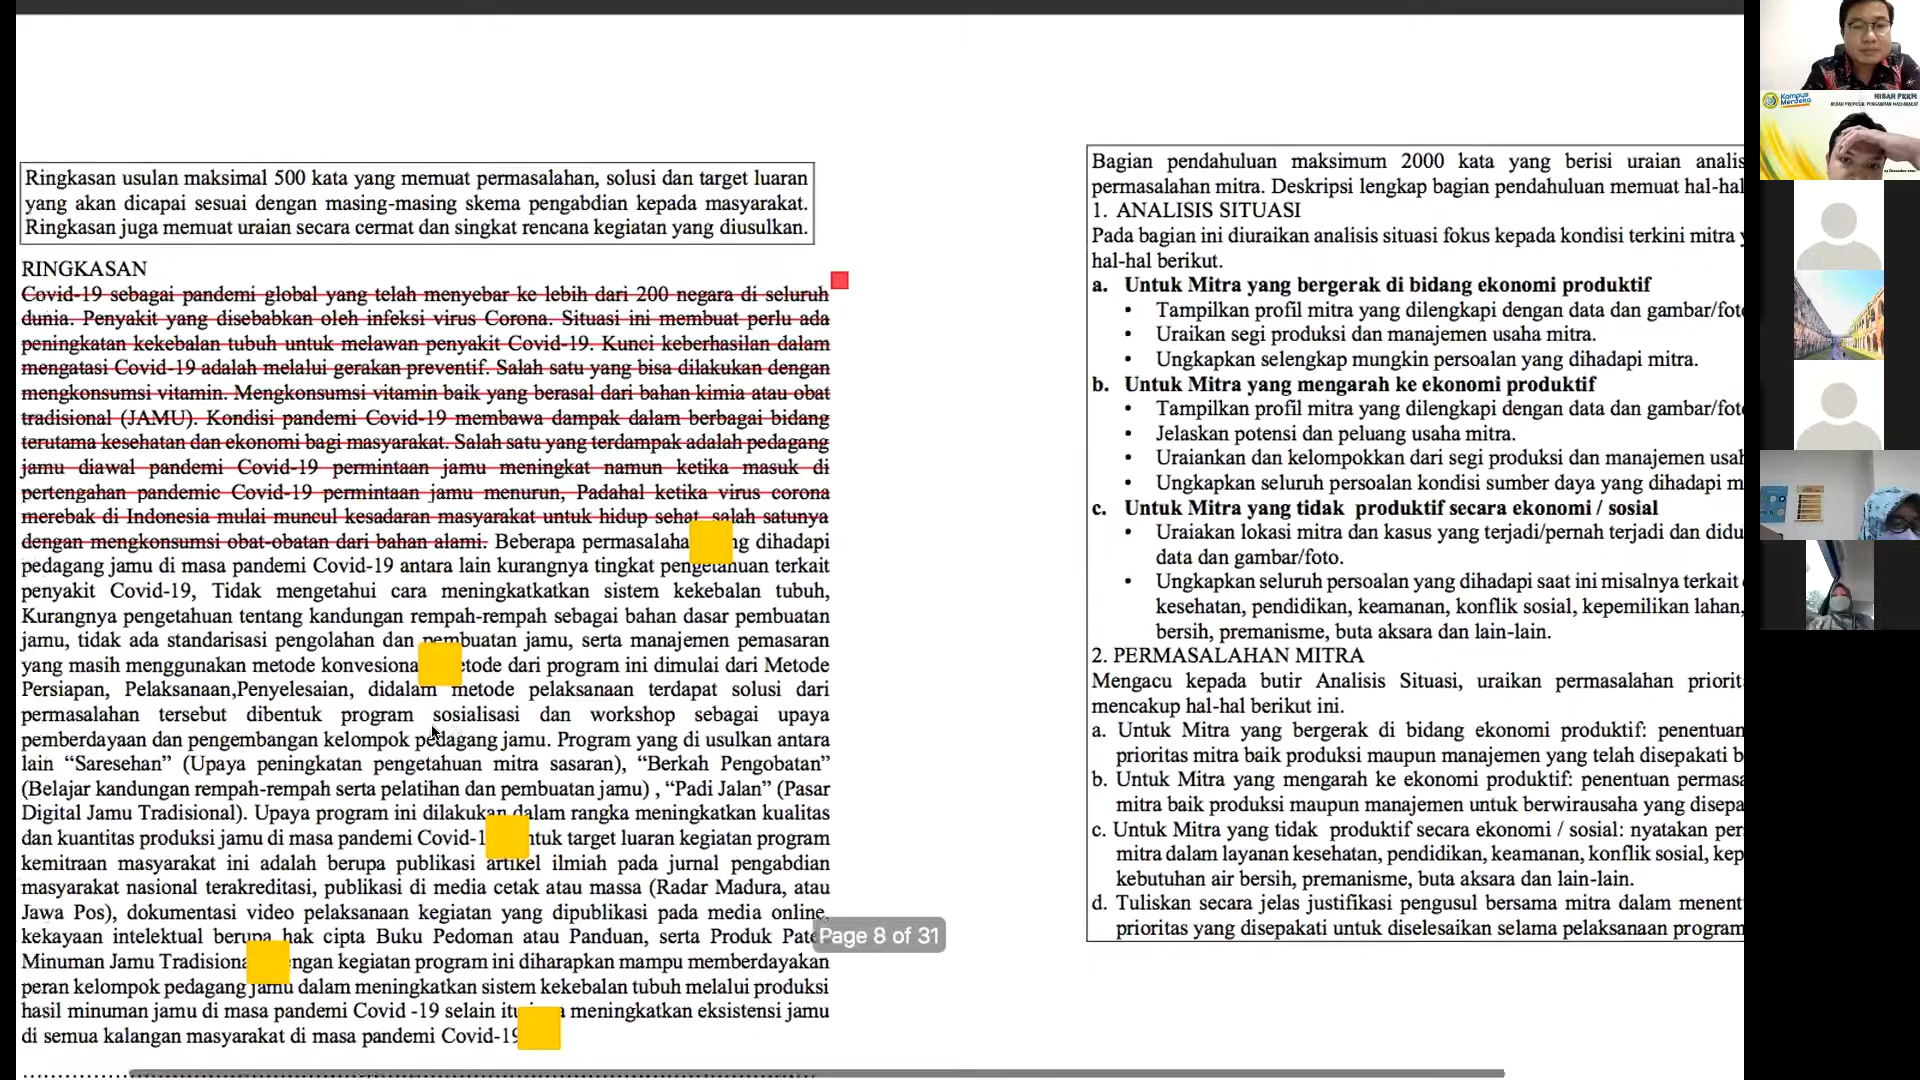 Ringkasan usulan maksimal 500 kata yang memuat permasalahan, solusi dan target luaran
yang akan dicapai sesuai dengan masing-masing skema pengabdian kepada masyarakat.
Ringkasan juga memuat uraian secara cermat dan singkat rencana kegiatan yang diusulkan.
RINGKASAN
Covid-19 sebagai pandemi global yang telah menyebar ke lebih dari 200 negara di seluruh
dunia. Penyakit yang disebabkan oleh infeksi virus Corona. Situasi ini membuat perlu ada
peningkatan kekebalan tubuh untuk melawan penyakit Covid-19. Kunci keberhasilan dalam
mengatasi Covid-19 adalah melalui gerakan preventif. Salah satu yang bisa dilakukan dengan
mengkonsumsi vitamin. Mengkonsumsi vitamin baik yang berasal dari bahan kimia atau obat
tradisional (JAMU). Kondisi pandemi Covid-19 membawa dampak dalam berbagai bidang
terutama kesehatan dan ekonomi bagi masyarakat. Salah satu yang terdampak adalah pedagang
jamu diawal pandemi Covid-19 permintaan jamu meningkat namun ketika masuk di
pertengahan pandemic Covid-19 permintaan jamu menurun, Padahal ketika virus corona
merebak di Indonesia mulai muncul kesadaran masyarakat untuk hidup sehat, salah satunya
dengan mengkonsumsi obat-obatan dari bahan alami. Beberapa permasalaha ng dihadapi
pedagang jamu di masa pandemi Covid-19 antara lain kurangnya tingkat pengetahuan terkait
penyakit Covid-19, Tidak mengetahui cara meningkatkatkan sistem kekebalan tubuh,
Kurangnya pengetahuan tentang kandungan rempah-rempah sebagai bahan dasar pembuatan
jamu, tidak ada standarisasi pengolahan dan pembuatan jamu, serta manajemen pemasaran
yang masih menggunakan metode konvesiona etode dari program ini dimulai dari Metode
Persiapan, Pelaksanaan,Penyelesaian, didalam metode pelaksanaan terdapat solusi dari
permasalahan tersebut dibentuk program sosialisasi dan workshop sebagai upaya
pemberdayaan dan pengembangan kelompok pedagang jamu. Program yang di usulkan antara
lain “Saresehan” (Upaya peningkatan pengetahuan mitra sasaran), “Berkah Pengobatan”
(Belajar kandungan rempah-rempah serta pelatihan dan pembuatan jamu) , “Padi Jalan” (Pasar
Digital Jamu Tradisional). Upaya program ini dilakukan dalam rangka meningkatkan kualitas
dan kuantitas produksi jamu di masa pandemi Covid-1 ntuk target luaran kegiatan program
kemitraan masyarakat ini adalah berupa publikasi artikel ilmiah pada jurnal pengabdian
masyarakat nasional terakreditasi, publikasi di media cetak atau massa (Radar Madura, atau
Jawa Pos), dokumentasi video pelaksanaan kegiatan yang dipublikasi pada media online,
kekayaan intelektual berupa hak cipta Buku Pedoman atau Panduan, serta Produk Pate
Minuman Jamu Tradisiona engan kegiatan program ini diharapkan mampu memberdayakan
peran kelompok pedagang jamu dalam meningkatkan sistem kekebalan tubuh melalui produksi
hasil minuman jamu di masa pandemi Covid -19 selain itu meningkatkan eksistensi jamu
di semua kalangan masyarakat di masa pandemi Covid-19
Page 8 of 31
Bagian pendahuluan maksimum 2000 kata yang berisi uraian analis
permasalahan mitra. Deskripsi lengkap bagian pendahuluan memuat hal-hal
1. ANALISIS SITUASI
Pada bagian ini diuraikan analisis situasi fokus kepada kondisi terkini mitra y
hal-hal berikut.
a. Untuk Mitra yang bergerak di bidang ekonomi produktif
• Tampilkan profil mitra yang dilengkapi dengan data dan gambar/foto
• Uraikan segi produksi dan manajemen usaha mitra.
• Ungkapkan selengkap mungkin persoalan yang dihadapi mitra.
b. Untuk Mitra yang mengarah ke ekonomi produktif
• Tampilkan profil mitra yang dilengkapi dengan data dan gambar/foto
• Jelaskan potensi dan peluang usaha mitra.
• Uraiankan dan kelompokkan dari segi produksi dan manajemen usah
• Ungkapkan seluruh persoalan kondisi sumber daya yang dihadapi m
c. Untuk Mitra yang tidak produktif secara ekonomi / sosial
• Uraiakan lokasi mitra dan kasus yang terjadi/pernah terjadi dan didu
data dan gambar/foto.
• Ungkapkan seluruh persoalan yang dihadapi saat ini misalnya terkait
kesehatan, pendidikan, keamanan, konflik sosial, kepemilikan lahan,
bersih, premanisme, buta aksara dan lain-lain.
2. PERMASALAHAN MITRA
Mengacu kepada butir Analisis Situasi, uraikan permasalahan priorit
mencakup hal-hal berikut ini.
a. Untuk Mitra yang bergerak di bidang ekonomi produktif: penentuan
prioritas mitra baik produksi maupun manajemen yang telah disepakati b
b. Untuk Mitra yang mengarah ke ekonomi produktif: penentuan permasa
mitra baik produksi maupun manajemen untuk berwirausaha yang disepa
c. Untuk Mitra yang tidak produktif secara ekonomi / sosial: nyatakan per
mitra dalam layanan kesehatan, pendidikan, keamanan, konflik sosial, kep
kebutuhan air bersih, premanisme, buta aksara dan lain-lain.
d. Tuliskan secara jelas justifikasi pengusul bersama mitra dalam menent
prioritas yang disepakati untuk diselesaikan selama pelaksanaan program
Kampus
Merdeka
HIBAH PKKM